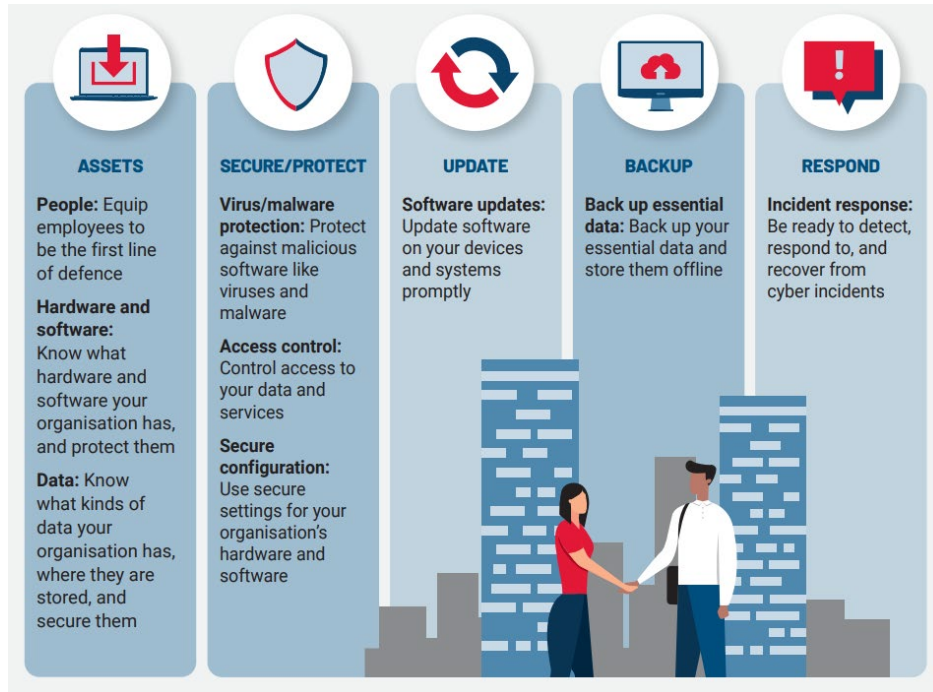 ASSETS
People: Equip
employees to
be the first line
of defence
Hardware and
software:
Know what
hardware and
software your
organisation has,
and protect them
Data: Know
what kinds of
data your
organisation has,
where they are
stored, and
secure them
SECURE/PROTECT
Virus/malware
protection: Protect
against malicious
software like
viruses and
malware
Access control:
Control access to
your data and
services
Secure
configuration:
Use secure
settings for your
organisation's
hardware and
software
UPDATE
Software updates:
Update software
on your devices
and systems
promptly
BACKUP
Back up essential
data: Back up your
essential data and
store them offline
RESPOND
Incident response:
Be ready to detect,
respond to, and
recover from
cyber incidents